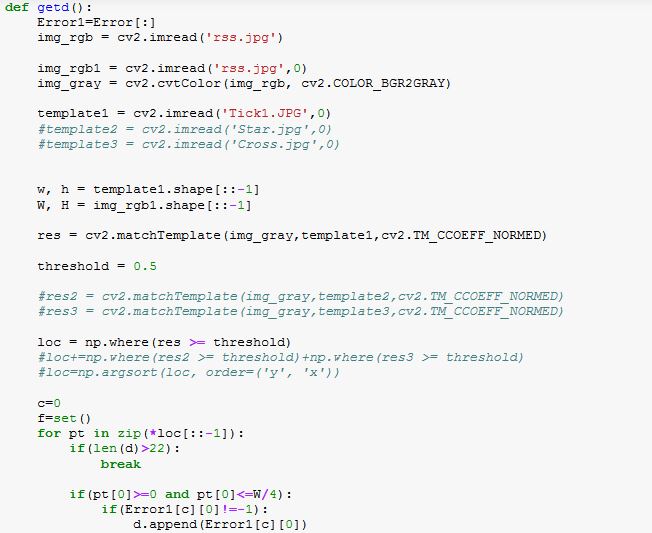 def getd():
    Error1=Error[:]
    img_rgb = cv2.imread('rss.jpg')
    img_rgb1 = cv2.imread('rss.jpg',0)
    img_gray = cv2.cvtColor(img_rgb, cv2.COLOR_BGR2GRAY)
    template1 = cv2.imread('Tick1.JPG',0)
    #template2 = cv2.imread('Star.jpg',0)
    #template3 = cv2.imread('Cross.jpg',0)
    w, h = template1.shape[::-1]
    W, H = img_rgb1.shape[::-1]
    res = cv2.matchTemplate(img_gray,template1,cv2.TM_CCOEFF_NORMED)
    threshold = 0.5
    #res2 = cv2.matchTemplate(img_gray,template2,cv2.TM_CCOEFF_NORMED)
    #res3 = cv2.matchTemplate(img_gray,template3,cv2.TM_CCOEFF_NORMED)
    loc = np.where(res >= threshold)
    #loc+=np.where(res2 >= threshold)+np.where(res3 >= threshold)
    #loc=np.argsort(loc, order=('y', 'x'))
    c=0
    f=set()
    for pt in zip(*loc[::-1]):
        if(len(d)>22):
            break
        if(pt[0]>=0 and pt[0]<=W/4):
            if(Error1[c][0]!=-1):
                d.append(Error1[c][0])